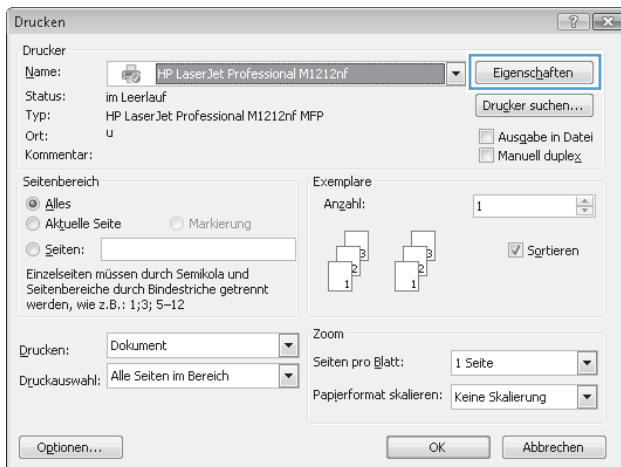 Drucken
Drucker
Name: HP LaserJet Professional M1212nf Eigenschaften
Status: im Leerlauf Drucker suchen...
Typ: HP LaserJet Professional M1212nf MFP
Ort: u Ausgabe in Datei
Kommentar: Manuell duplex
Seitenbereich
Alles
Aktuelle Seite Markierung
Seiten:
Einzelseiten müssen durch Semikola und
Seitenbereiche durch Bindestriche getrennt
werden, wie z.B.: 1;3; 5–12
Exemplare
Anzahl: 1
3 3
2 2
1 1
Sortieren
Drucken: Dokument
Druckauswahl: Alle Seiten im Bereich
Zoom
Seiten pro Blatt: 1 Seite
Papierformat skalieren: Keine Skalierung
Optionen... OK Abbrechen